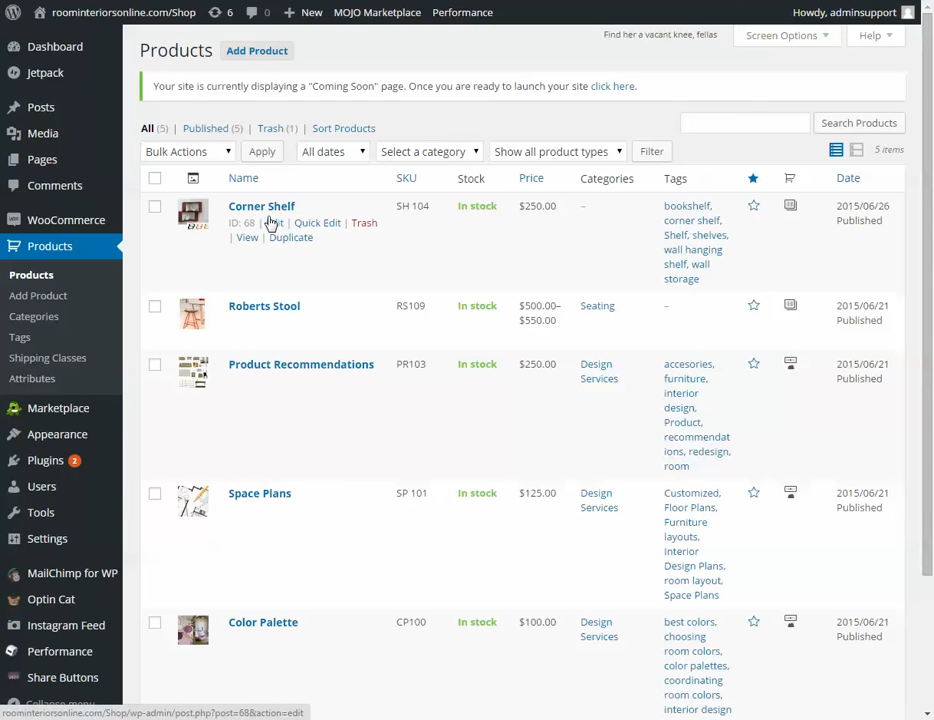 roominteriorsonline.com/Shop 6 0 New MOJO Marketplace Performance Howdy, adminsupport
Find her a vacant knee, fellas Screen Options Help
Products Add Product
Your site is currently displaying a "Coming Soon" page. Once you are ready to launch your site click here.
All (5) | Published (5) | Trash (1) | Sort Products Search Products
Bulk Actions Apply All dates Select a category Show all product types Filter 5 items
Name SKU Stock Price Categories Tags Date
Corner Shelf SH 104 In stock $250.00 – bookshelf, 2015/06/26
ID: 68 | Quick Edit | Trash corner shelf, Published
| View | Duplicate Shelf, shelves,
wall hanging
shelf, wall
storage
Roberts Stool RS109 In stock $500.00– Seating – 2015/06/21
$550.00 Published
Product Recommendations PR103 In stock $250.00 Design accesories, 2015/06/21
Services furniture, Published
interior
design,
Product,
recommendat
ions, redesign,
room
Space Plans SP 101 In stock $125.00 Design Customized, 2015/06/21
Services Floor Plans, Published
Furniture
layouts,
Interior
Design Plans,
room layout,
Space Plans
Color Palette CP100 In stock $100.00 Design best colors, 2015/06/21
Services choosing Published
room colors,
color palettes,
coordinating
room colors,
interior design
Dashboard
Jetpack
Posts
Media
Pages
Comments
WooCommerce
Products
Products
Add Product
Categories
Tags
Shipping Classes
Attributes
Marketplace
Appearance
Plugins 2
Users
Tools
Settings
MailChimp for WP
Optin Cat
Instagram Feed
Performance
Share Buttons
Collapse menu
roominteriorsonline.com/Shop/wp-admin/post.php?post=68&action=edit